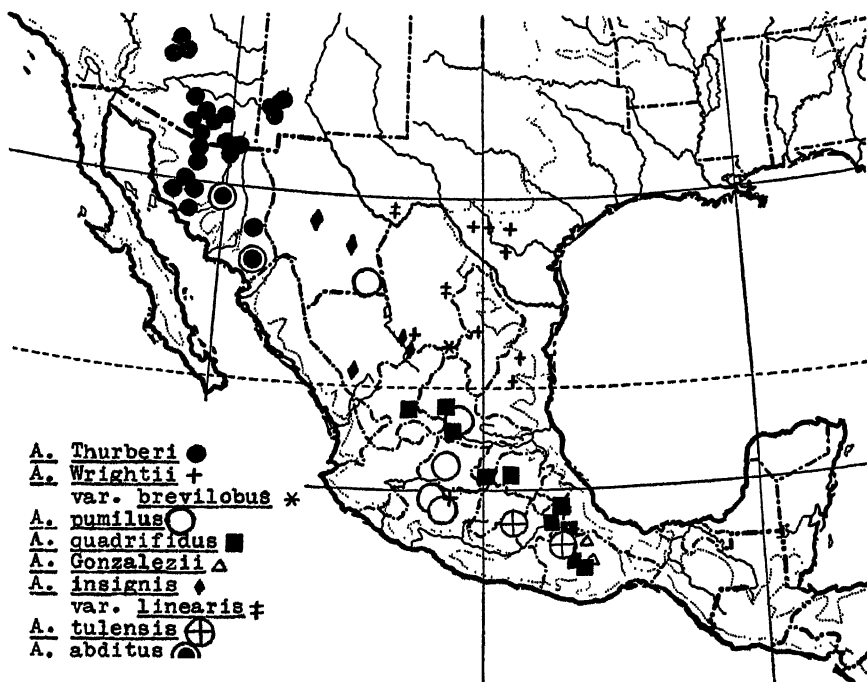 A. Thurberi ●
A. Wrightii +
var. brevilobus *
A. pumilus ○
A. quadrifidus ■
A. Gonzalezii △
A. insignis ♦
var. linearis ‡
A. tulensis ⊕
A. abditus